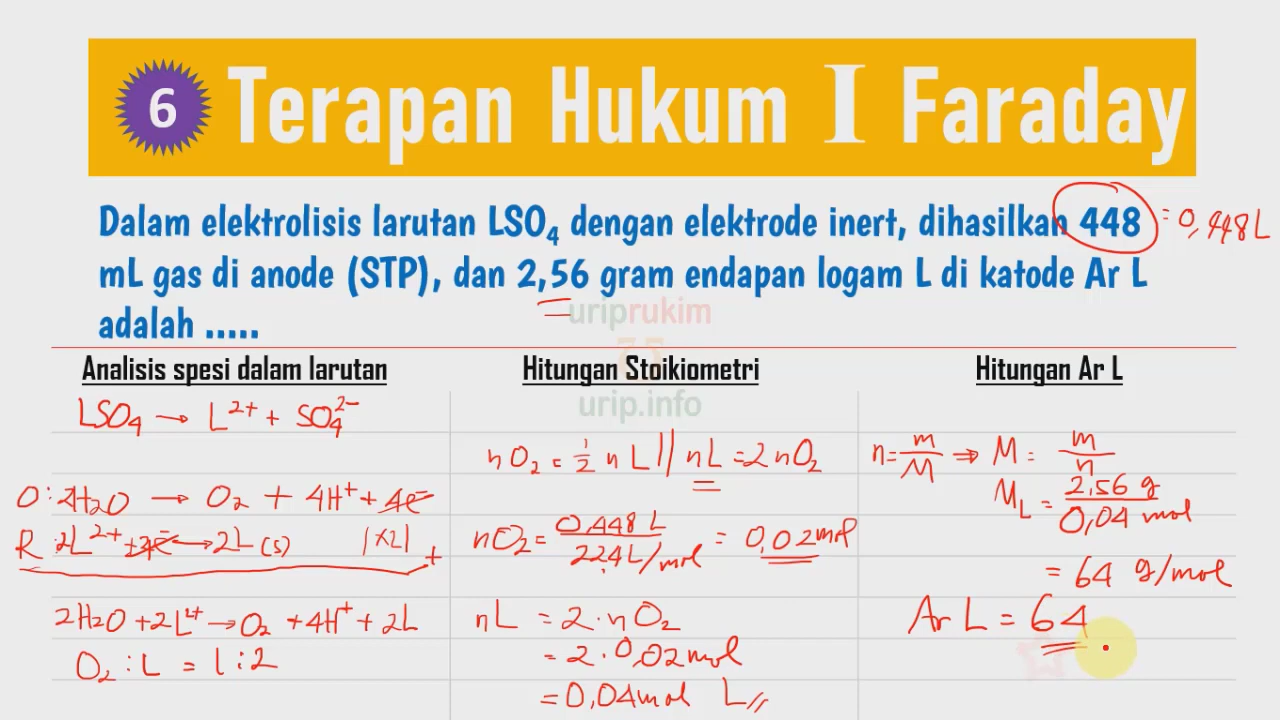 6 Terapan Hukum I Faraday
Dalam elektrolisis larutan LSO₄ dengan elektrode inert, dihasilkan 448 = 0,448 L
mL gas di anode (STP), dan 2,56 gram endapan logam L di katode Ar L
adalah .....
uriprukim
75
urip.info
Analisis spesi dalam larutan
LSO₄ → L²⁺ + SO₄²⁻
O : 2H₂O → O₂ + 4H⁺ + 4e⁻
R : 2L²⁺ + 4e⁻ → 2L (s) |×2| +
2H₂O + 2L²⁺ → O₂ + 4H⁺ + 2L
O₂ : L = 1 : 2
Hitungan Stoikiometri
nO₂ = 1/2 nL // nL = 2nO₂
nO₂ = 0,448 L / 22,4 L/mol = 0,02 mol
nL = 2 · nO₂
= 2 · 0,02 mol
= 0,04 mol L //
Hitungan Ar L
n = m/M ⇒ M = m/n
M_L = 2,56 g / 0,04 mol
= 64 g/mol
Ar L = 64